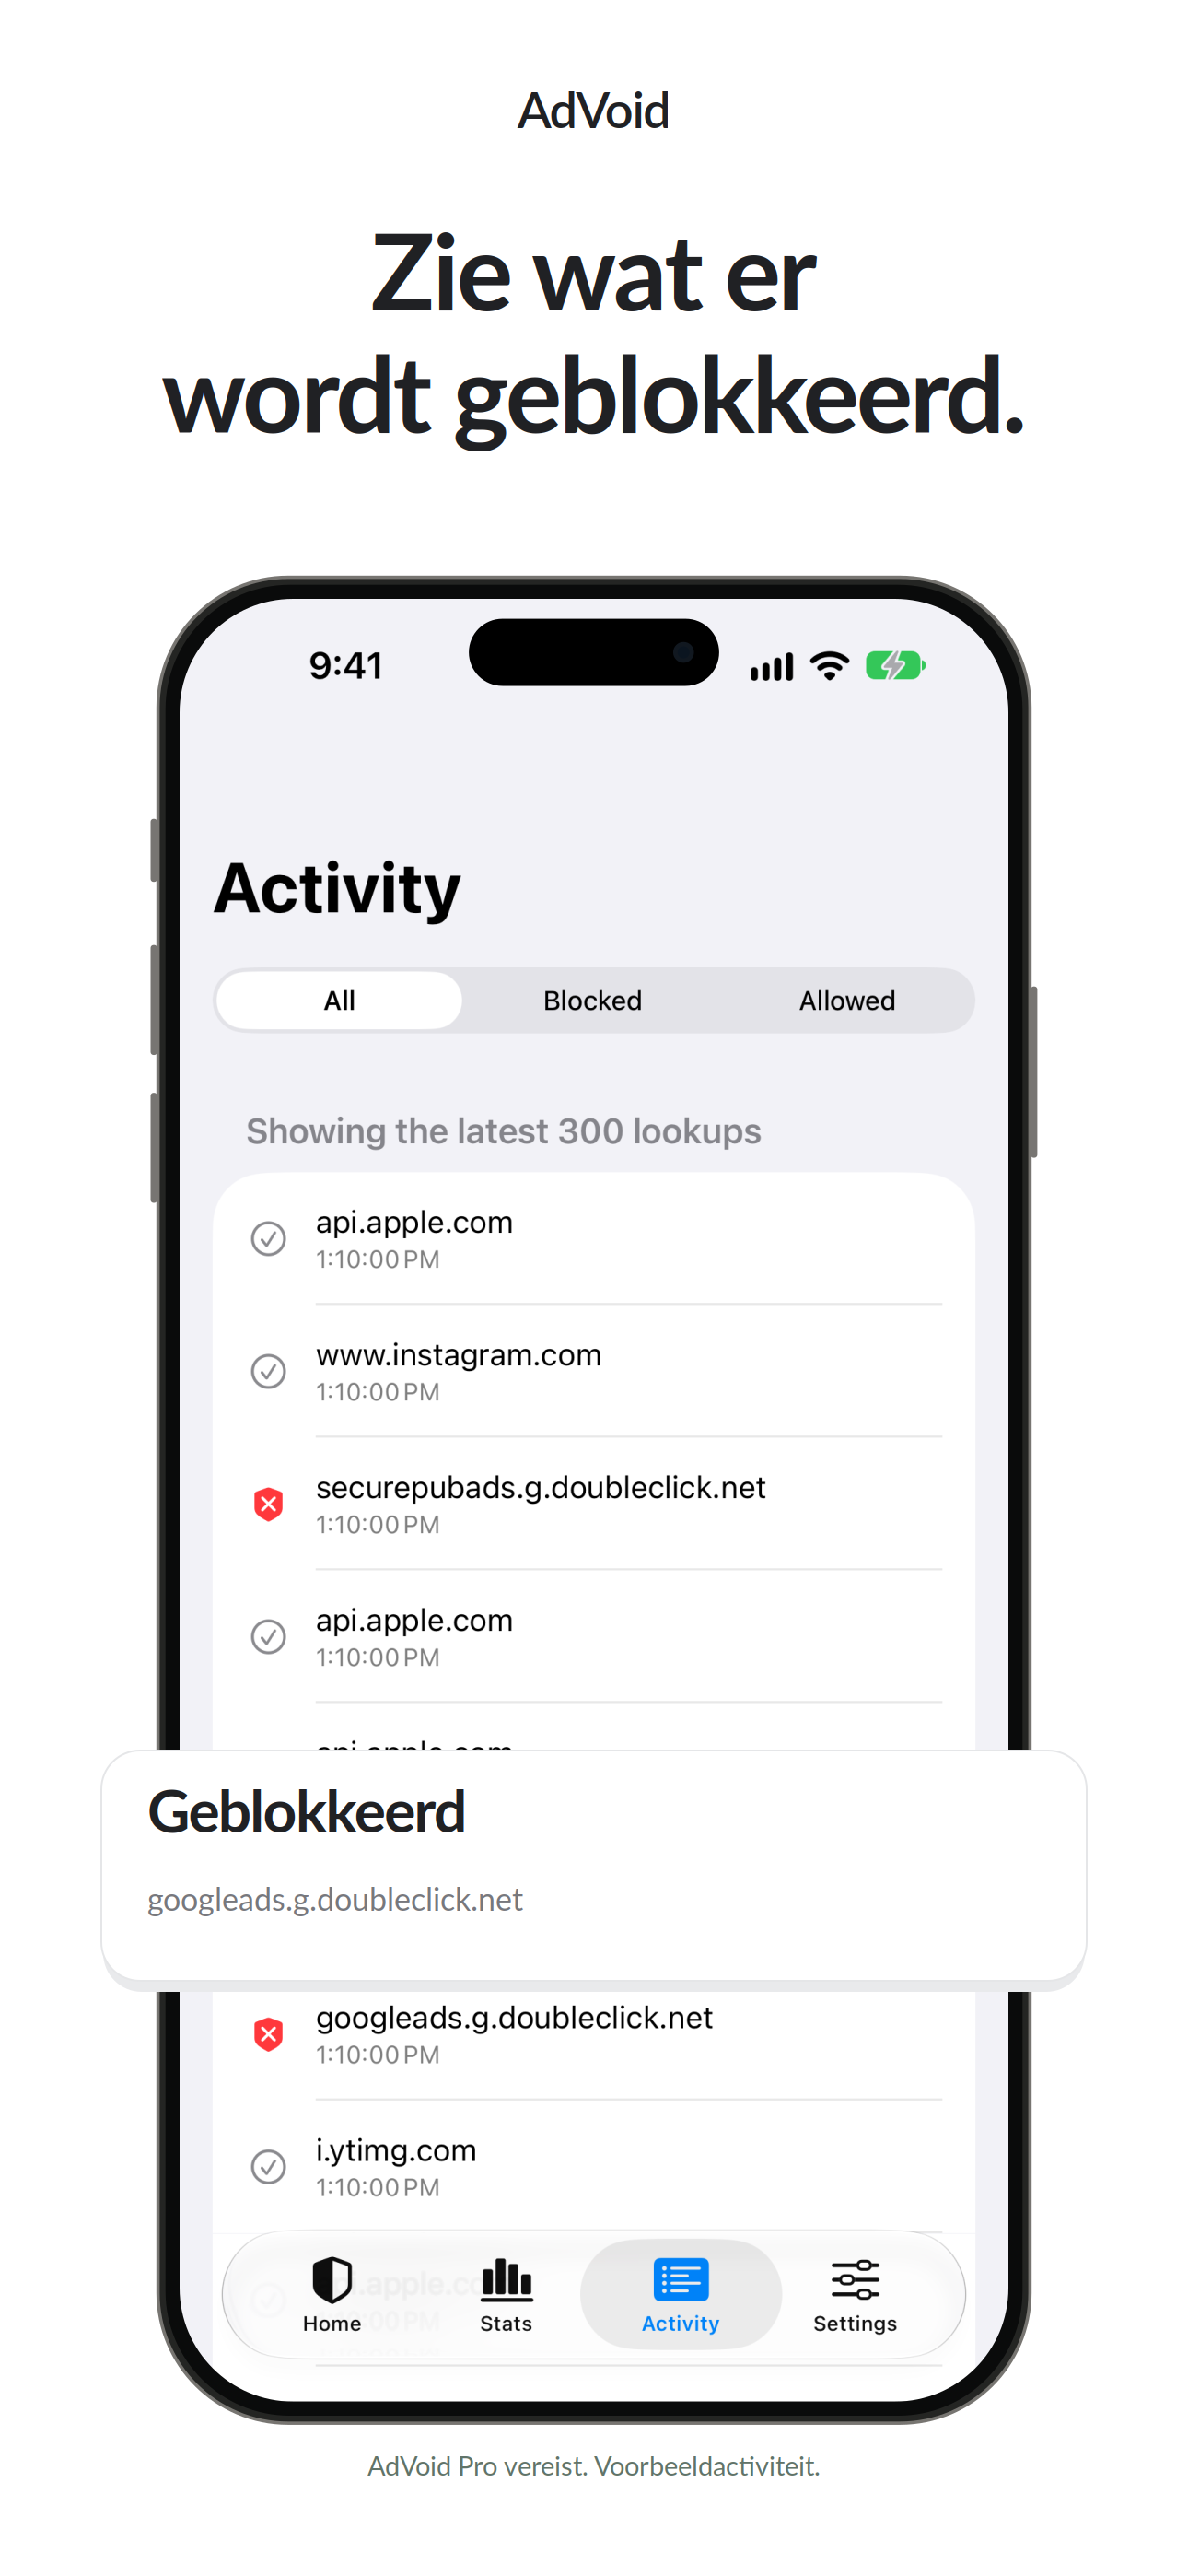 AdVoid
Zie wat er
wordt geblokkeerd.
9:41
Activity
All
Blocked
Allowed
Showing the latest 300 lookups
api.apple.com
1:10:00 PM
www.instagram.com
1:10:00 PM
securepubads.g.doubleclick.net
1:10:00 PM
api.apple.com
1:10:00 PM
api.apple.com
Geblokkeerd
googleads.g.doubleclick.net
googleads.g.doubleclick.net
1:10:00 PM
i.ytimg.com
1:10:00 PM
Home
Stats
Activity
Settings
AdVoid Pro vereist. Voorbeeldactiviteit.